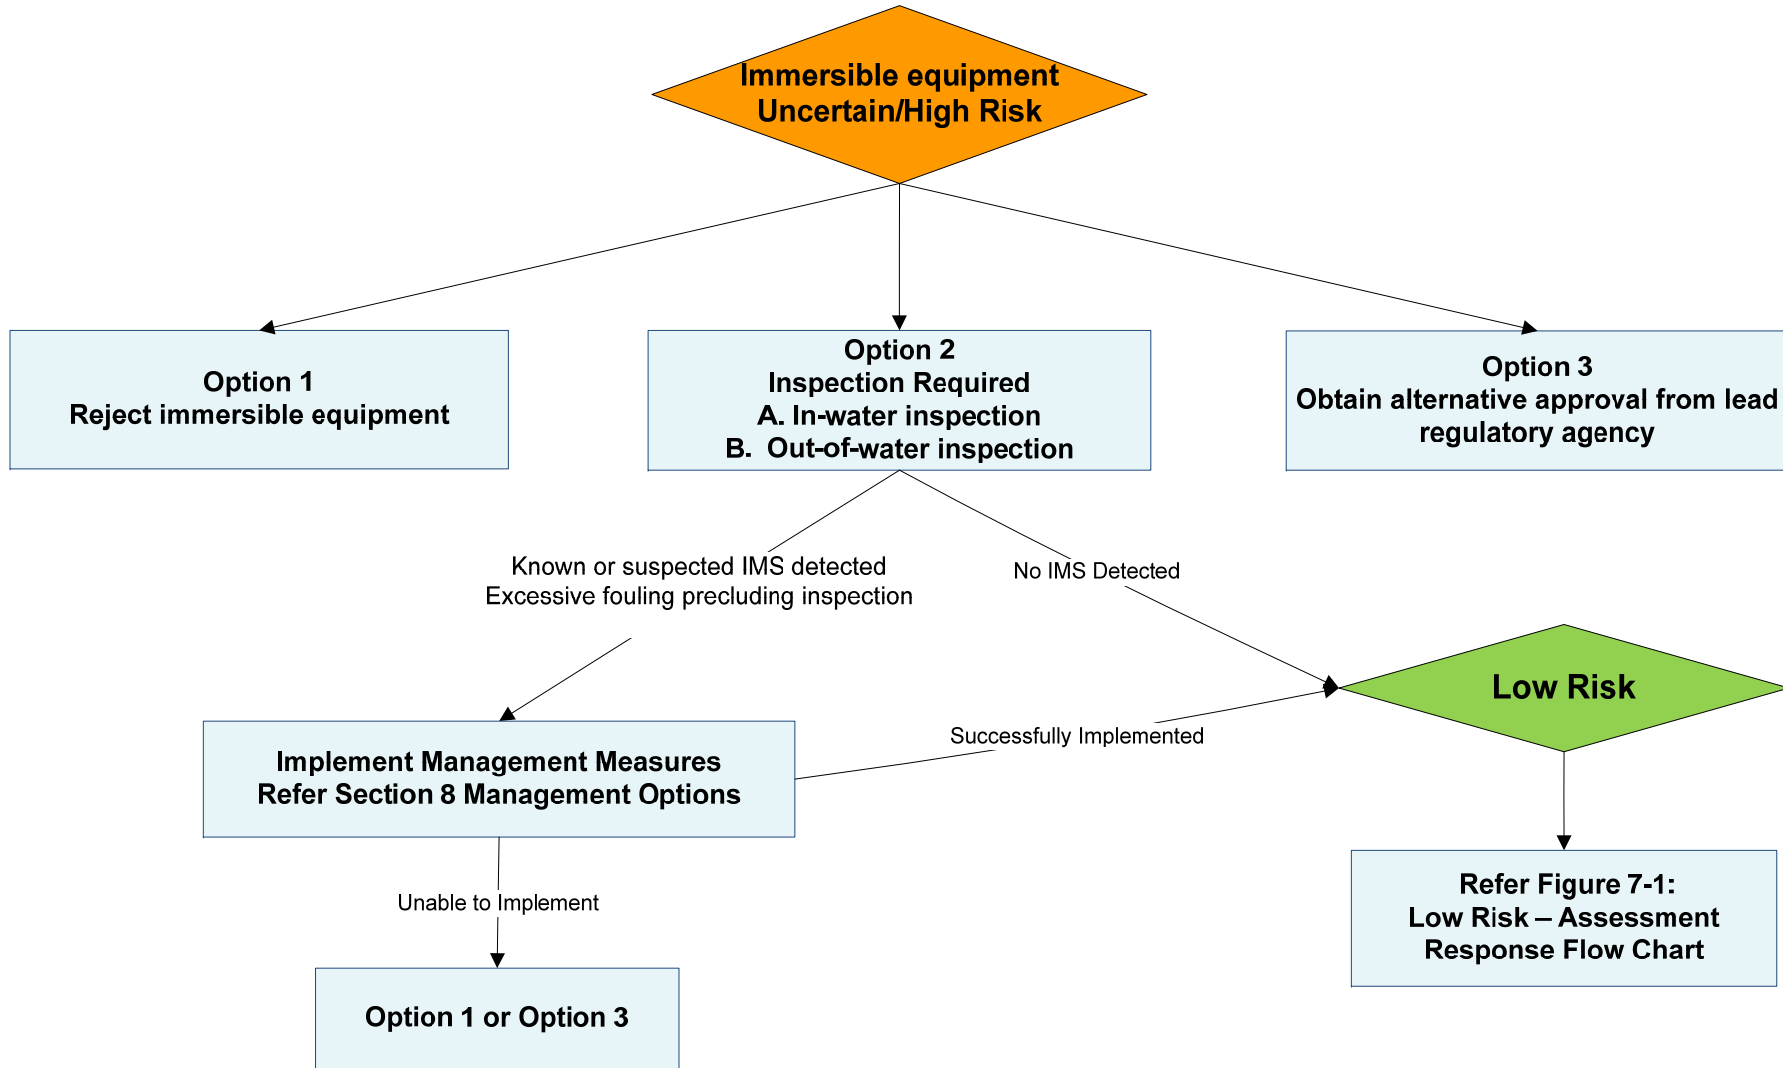 Immersible equipment
Uncertain/High Risk
Option 1
Reject immersible equipment
Option 2
Inspection Required
A. In-water inspection
B. Out-of-water inspection
Option 3
Obtain alternative approval from lead
regulatory agency
Known or suspected IMS detected
Excessive fouling precluding inspection
No IMS Detected
Low Risk
Implement Management Measures
Refer Section 8 Management Options
Successfully Implemented
Unable to Implement
Refer Figure 7-1:
Low Risk – Assessment
Response Flow Chart
Option 1 or Option 3